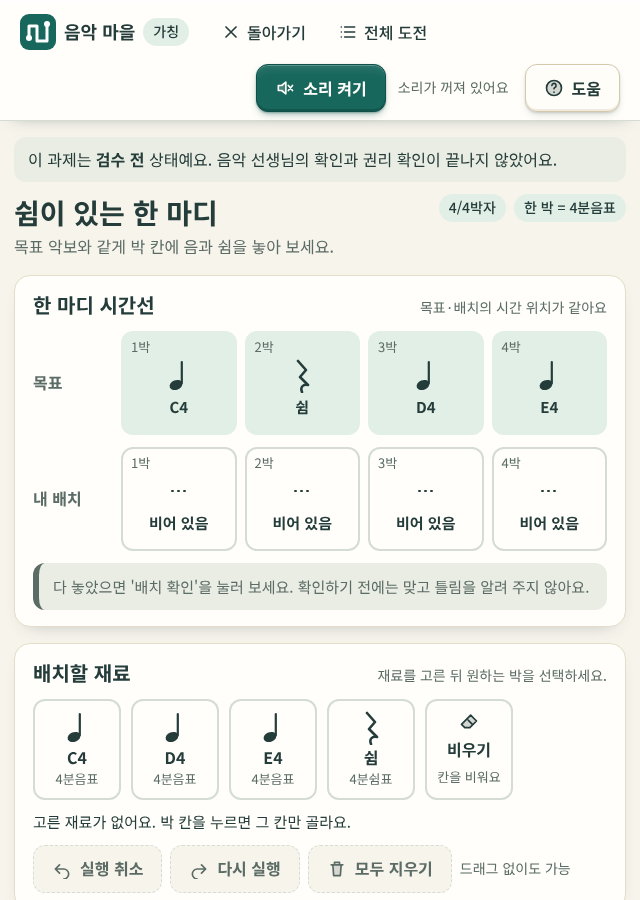 음악 마을 가칭 돌아가기 전체 도전
소리 켜기 소리가 꺼져 있어요 도움
이 과제는 검수 전 상태예요. 음악 선생님의 확인과 권리 확인이 끝나지 않았어요.
쉼이 있는 한 마디 4/4박자 한 박 = 4분음표
목표 악보와 같게 박 칸에 음과 쉼을 놓아 보세요.
한 마디 시간선 목표·배치의 시간 위치가 같아요
1박 2박 3박 4박
목표
C4 쉼 D4 E4
1박 2박 3박 4박
내 배치
… … … …
비어 있음 비어 있음 비어 있음 비어 있음
다 놓았으면 '배치 확인'을 눌러 보세요. 확인하기 전에는 맞고 틀림을 알려 주지 않아요.
배치할 재료 재료를 고른 뒤 원하는 박을 선택하세요.
C4 D4 E4 쉼 비우기
4분음표 4분음표 4분음표 4분쉼표 칸을 비워요
고른 재료가 없어요. 박 칸을 누르면 그 칸만 골라요.
실행 취소 다시 실행 모두 지우기 드래그 없이도 가능